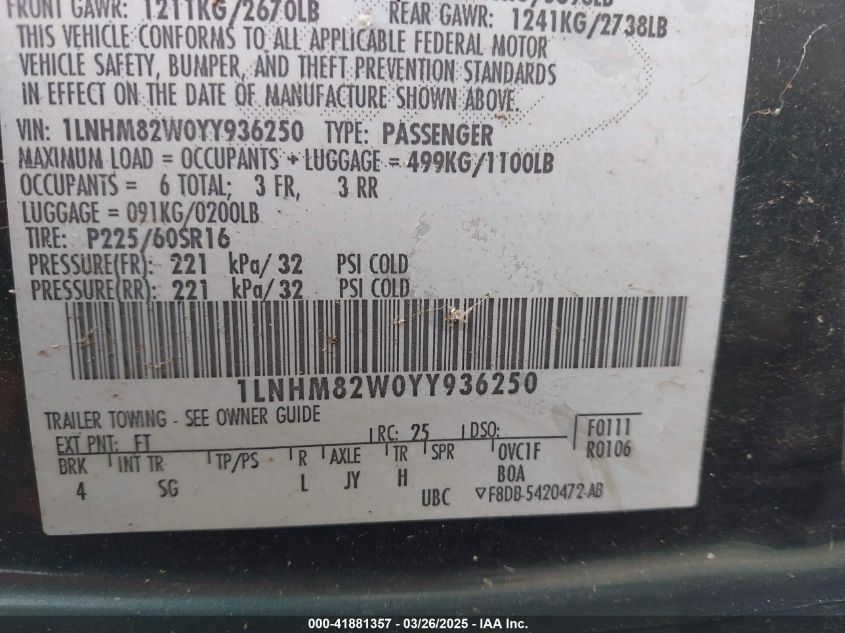 FRONT GAWR: 1211KG/2670LB REAR GAWR: 1241KG/2738LB
THIS VEHICLE CONFORMS TO ALL APPLICABLE FEDERAL MOTOR
VEHICLE SAFETY, BUMPER, AND THEFT PREVENTION STANDARDS
IN EFFECT ON THE DATE OF MANUFACTURE SHOWN ABOVE.
VIN: 1LNHM82W0YY936250 TYPE: PASSENGER
MAXIMUM LOAD = OCCUPANTS + LUGGAGE = 499KG/1100LB
OCCUPANTS = 6 TOTAL; 3 FR, 3 RR
LUGGAGE = 091KG/0200LB
TIRE: P225/60SR16
PRESSURE(FR): 221 kPa/ 32 PSI COLD
PRESSURE(RR): 221 kPa/ 32 PSI COLD
1LNHM82W0YY936250
TRAILER TOWING - SEE OWNER GUIDE
EXT PNT: FT RC: 25 DSO: F0111
R0106
BRK INT TR TP/PS R AXLE TR SPR OVC1F
4 SG L JY H BOA
UBC ▽F8DB-5420472-AB
000-41881357 - 03/26/2025 - IAA Inc.